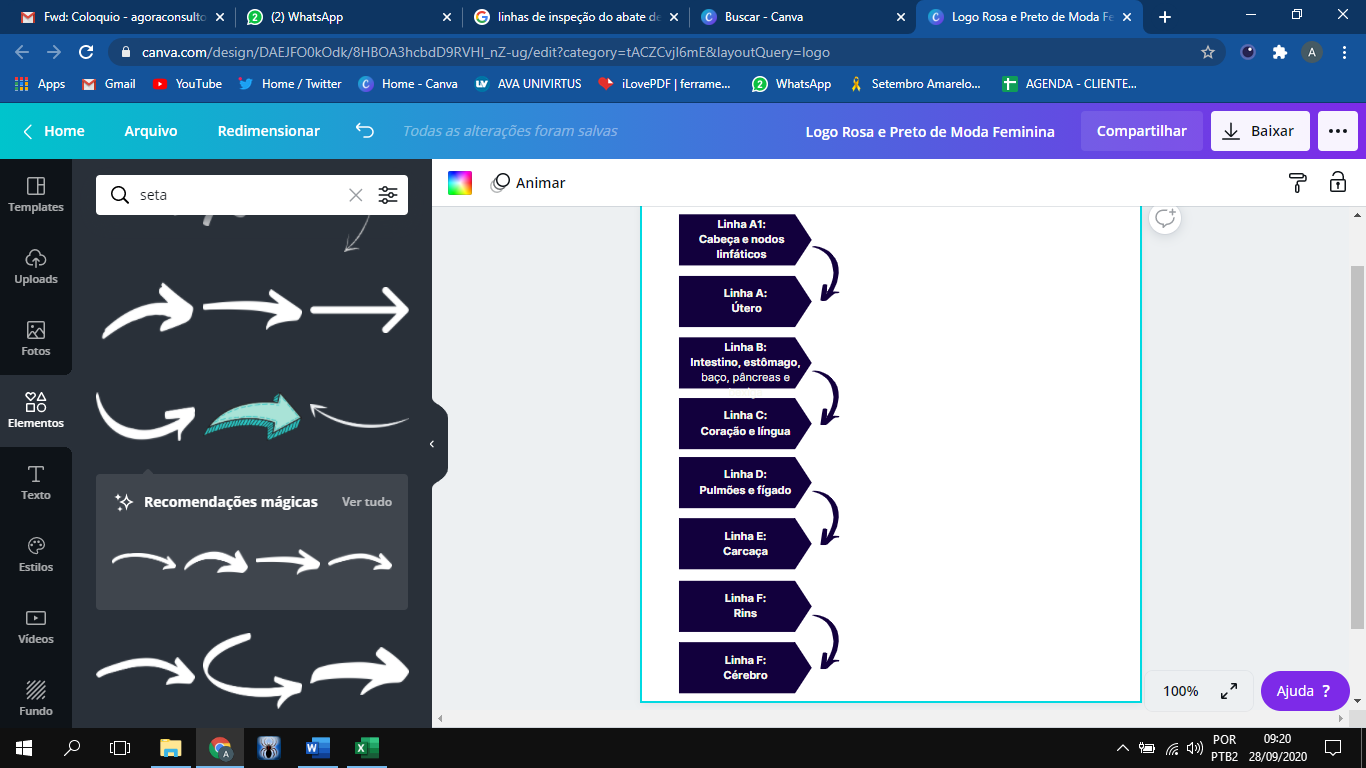 Fwd: Coloquio - agoraconsulto
(2) WhatsApp
linhas de inspeção do abate de
Buscar - Canva
Logo Rosa e Preto de Moda Fe
canva.com/design/DAEJFO0kOdk/8HBOA3hcbdD9RVHl_nZ-ug/edit?category=tACZCvjI6mE&layoutQuery=logo
A
Apps
Gmail
YouTube
Home / Twitter
Home - Canva
AVA UNIVIRTUS
iLovePDF | ferrame...
WhatsApp
Setembro Amarelo...
AGENDA - CLIENTE...
Home
Arquivo
Redimensionar
Todas as alterações foram salvas
Logo Rosa e Preto de Moda Feminina
Compartilhar
Baixar
Templates
Uploads
Fotos
Elementos
Texto
Estilos
Vídeos
Fundo
seta
Recomendações mágicas
Ver tudo
Animar
Linha A1:
Cabeça e nodos
linfáticos
Linha A:
Útero
Linha B:
Intestino, estômago,
baço, pâncreas e
Linha C:
Coração e língua
Linha D:
Pulmões e fígado
Linha E:
Carcaça
Linha F:
Rins
Linha F:
Cérebro
100%
Ajuda ?
POR
PTB2
09:20
28/09/2020